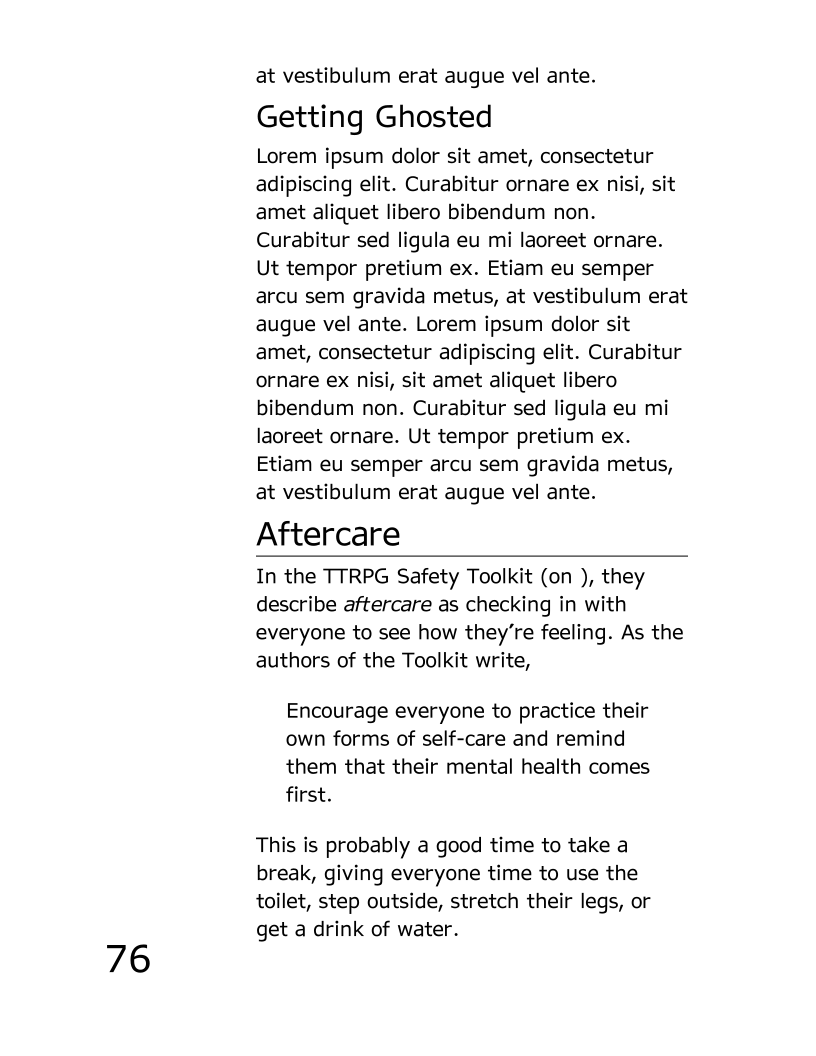 at vestibulum erat augue vel ante.
Getting Ghosted
Lorem ipsum dolor sit amet, consectetur
adipiscing elit. Curabitur ornare ex nisi, sit
amet aliquet libero bibendum non.
Curabitur sed ligula eu mi laoreet ornare.
Ut tempor pretium ex. Etiam eu semper
arcu sem gravida metus, at vestibulum erat
augue vel ante. Lorem ipsum dolor sit
amet, consectetur adipiscing elit. Curabitur
ornare ex nisi, sit amet aliquet libero
bibendum non. Curabitur sed ligula eu mi
laoreet ornare. Ut tempor pretium ex.
Etiam eu semper arcu sem gravida metus,
at vestibulum erat augue vel ante.
Aftercare
In the TTRPG Safety Toolkit (on ), they
describe aftercare as checking in with
everyone to see how they’re feeling. As the
authors of the Toolkit write,
Encourage everyone to practice their
own forms of self-care and remind
them that their mental health comes
first.
This is probably a good time to take a
break, giving everyone time to use the
toilet, step outside, stretch their legs, or
get a drink of water.
76